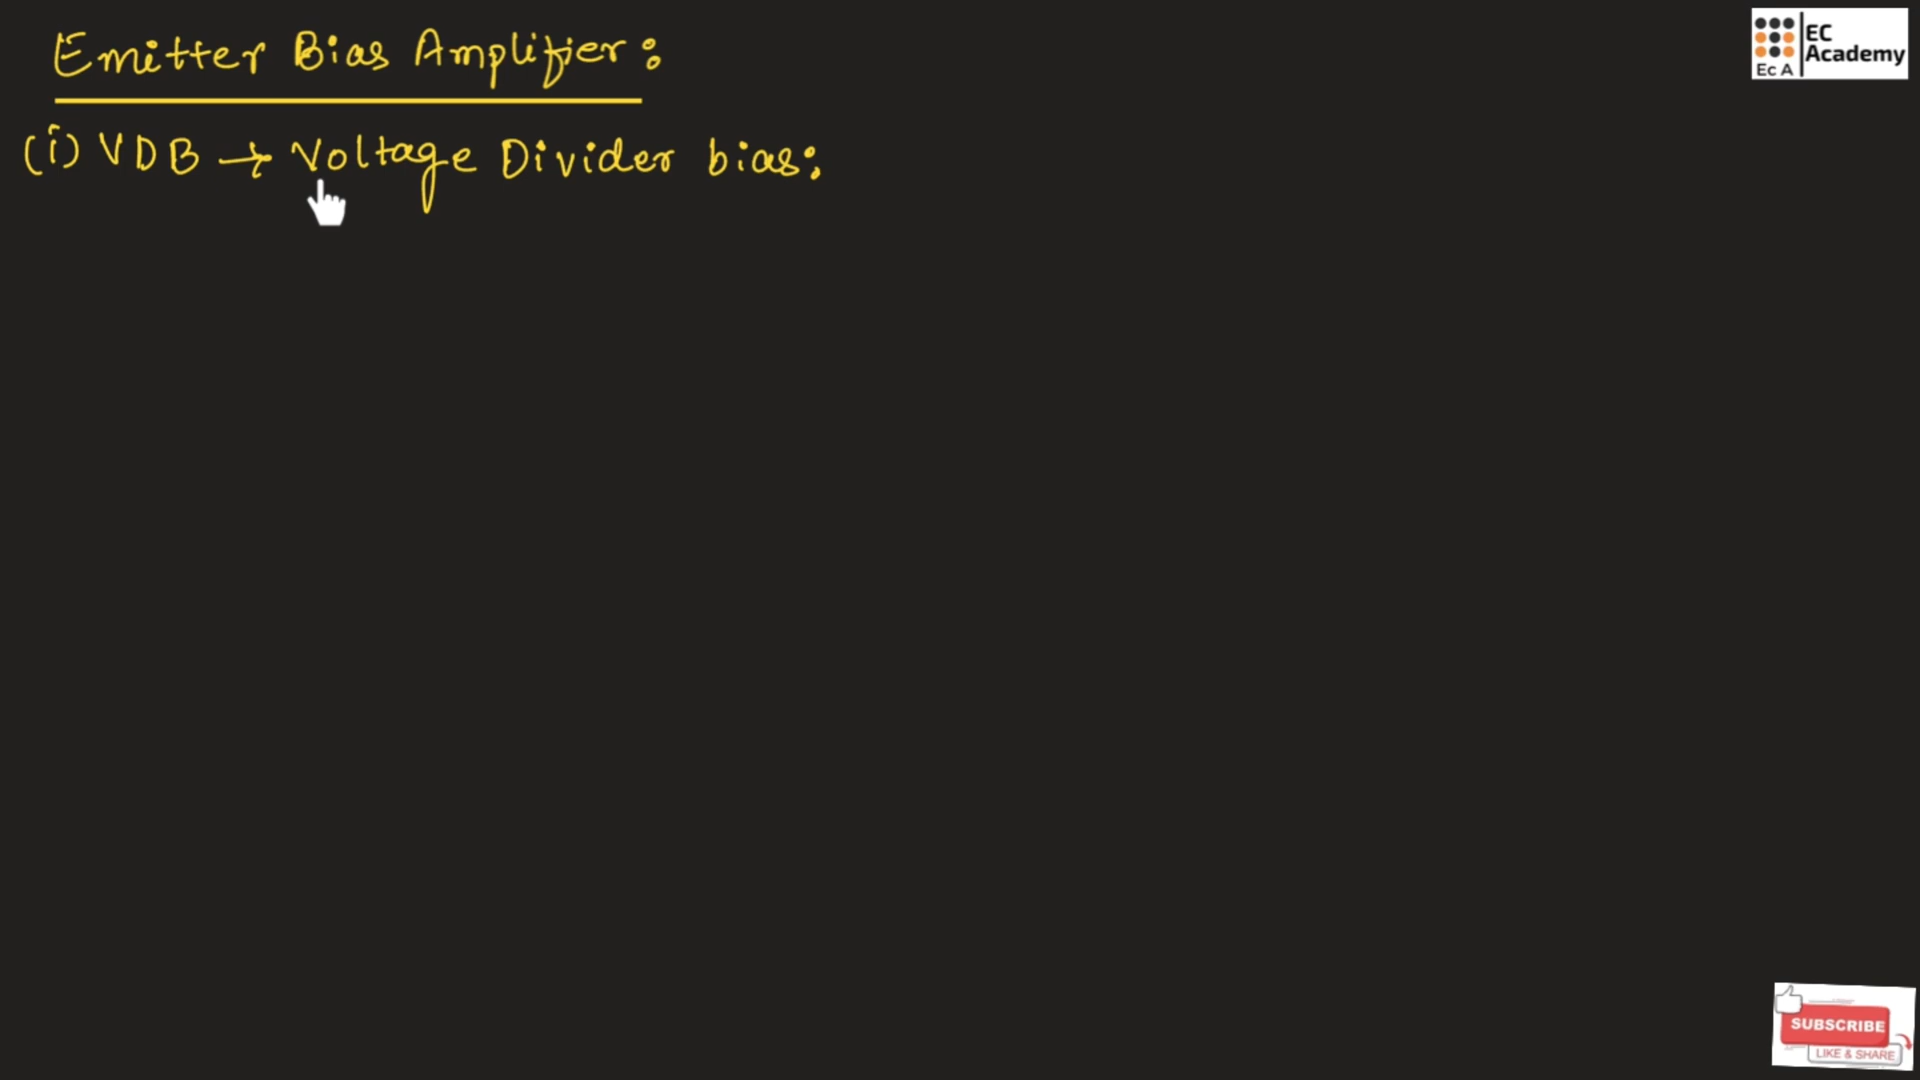 Emitter Bias Amplifier:
(i) VDB → Voltage Divider bias:
EC
Academy
Ec A
SUBSCRIBE
LIKE & SHARE